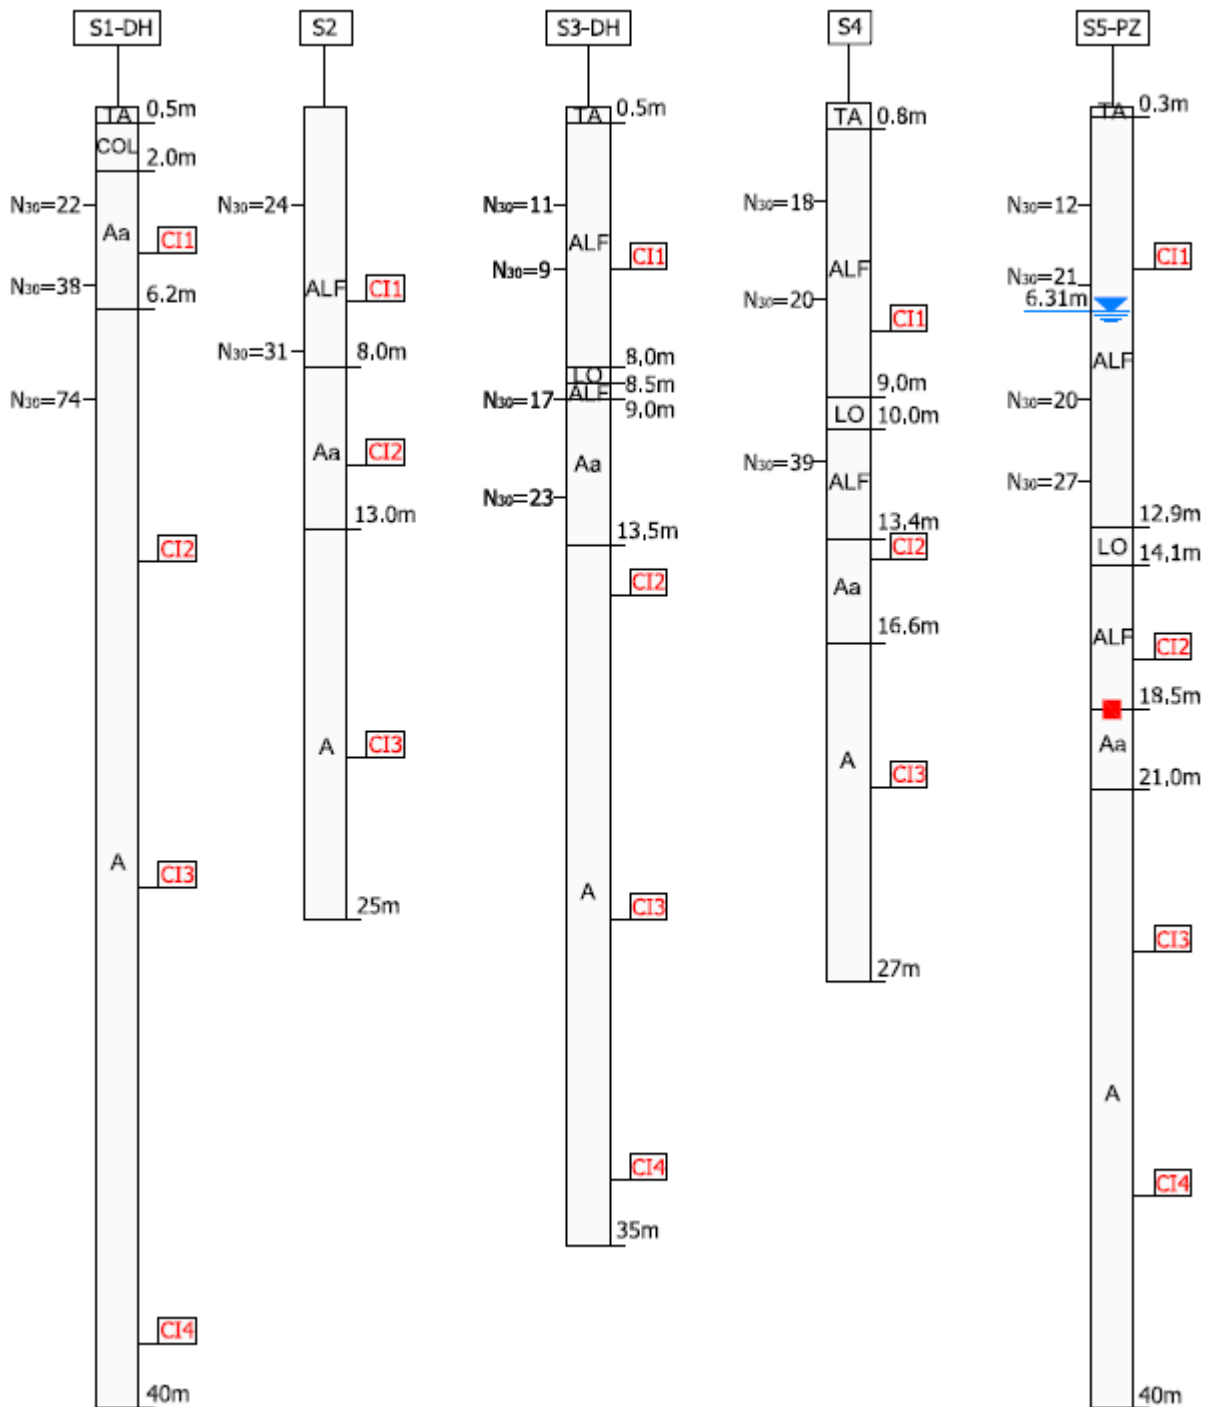 S1-DH
TA
0,5m
COL
2.0m
N30=22
Aa
CI1
N30=38
6.2m
N30=74
CI2
A
CI3
CI4
40m
S2
N30=24
ALF
CI1
N30=31
8.0m
Aa
CI2
13.0m
A
CI3
25m
S3-DH
TA
0.5m
N30=11
ALF
CI1
N30=9
8,0m
LO
8.5m
ALF
N30=17
9,0m
Aa
N30=23
13,5m
CI2
A
CI3
CI4
35m
S4
TA
0.8m
N30=18
ALF
N30=20
CI1
9,0m
LO
10,0m
N30=39
ALF
13,4m
CI2
Aa
16.6m
A
CI3
27m
S5-PZ
TA
0.3m
N30=12
CI1
N30=21
6.31m
ALF
N30=20
N30=27
12,9m
LO
14,1m
ALF
CI2
18,5m
Aa
21,0m
CI3
A
CI4
40m